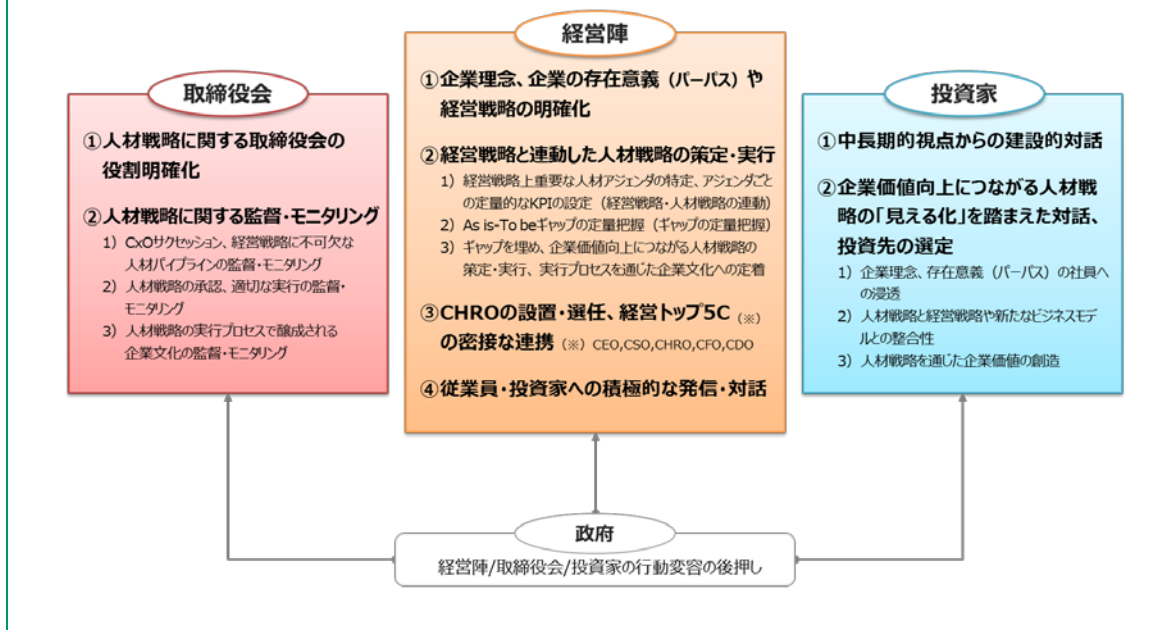 取締役会
①人材戦略に関する取締役会の
役割明確化
②人材戦略に関する監督・モニタリング
1）CxOサクセッション、経営戦略に不可欠な
人材パイプラインの監督・モニタリング
2）人材戦略の承認、適切な実行の監督・
モニタリング
3）人材戦略の実行プロセスで醸成される
企業文化の監督・モニタリング
経営陣
①企業理念、企業の存在意義（パーパス）や
経営戦略の明確化
②経営戦略と連動した人材戦略の策定・実行
1）経営戦略上重要な人材アジェンダの特定、アジェンダごと
の定量的なKPIの設定（経営戦略・人材戦略の連動）
2）As is-To beギャップの定量把握（ギャップの定量把握）
3）ギャップを埋め、企業価値向上につながる人材戦略の
策定・実行、実行プロセスを通じた企業文化への定着
③CHROの設置・選任、経営トップ5C（※）
の密接な連携（※）CEO,CSO,CHRO,CFO,CDO
④従業員・投資家への積極的な発信・対話
投資家
①中長期的視点からの建設的対話
②企業価値向上につながる人材戦
略の「見える化」を踏まえた対話、
投資先の選定
1）企業理念、存在意義（パーパス）の社員へ
の浸透
2）人材戦略と経営戦略や新たなビジネスモデ
ルとの整合性
3）人材戦略を通じた企業価値の創造
政府
経営陣/取締役会/投資家の行動変容の後押し